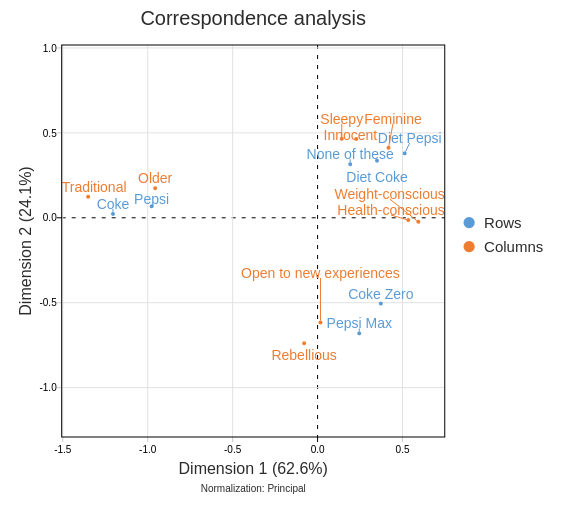 Correspondence analysis
1.0
Sleepy Feminine
0.5
Innocent Diet Pepsi
None of these
Older
Diet Coke
Traditional
Weight-conscious
Coke Pepsi
Health-conscious
0.0
Rows
Columns
Dimension 2 (24.1%)
Open to new experiences
Coke Zero
-0.5
Pepsi Max
Rebellious
-1.0
-1.5 -1.0 -0.5 0.0 0.5
Dimension 1 (62.6%)
Normalization: Principal